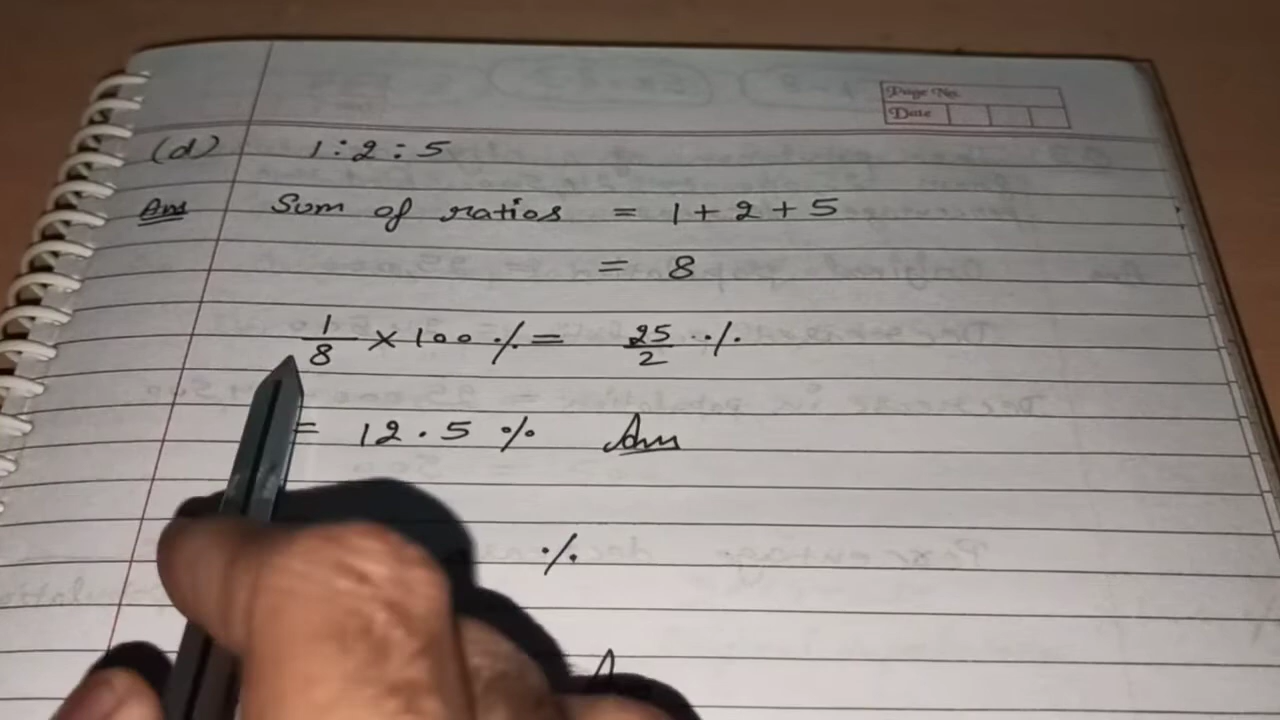 Page No.
Date
(d) 1:2:5
Ans Sum of ratios = 1+2+5
= 8
1/8 × 100 % = 25/2 %
= 12.5 % Ans
%